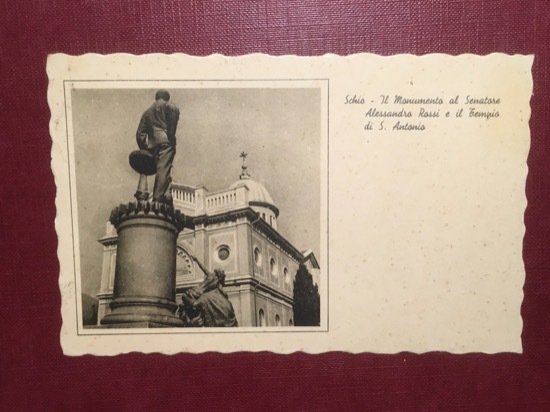 Schio - Il Monumento al Senatore
Alessandro Rossi e il Tempio
di S. Antonio